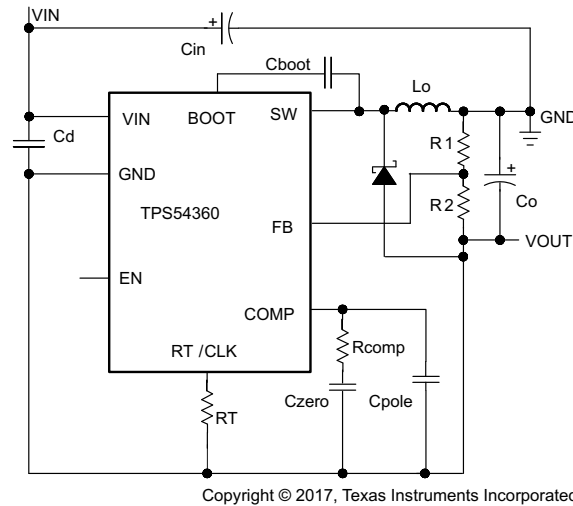 VIN
+
Cin
GND
Cboot
Lo
VIN
BOOT
SW
Cd
GND
R1
+
R2
Co
TPS54360
FB
VOUT
EN
COMP
RT /CLK
Rcomp
Czero
Cpole
RT
Copyright © 2017, Texas Instruments Incorporated